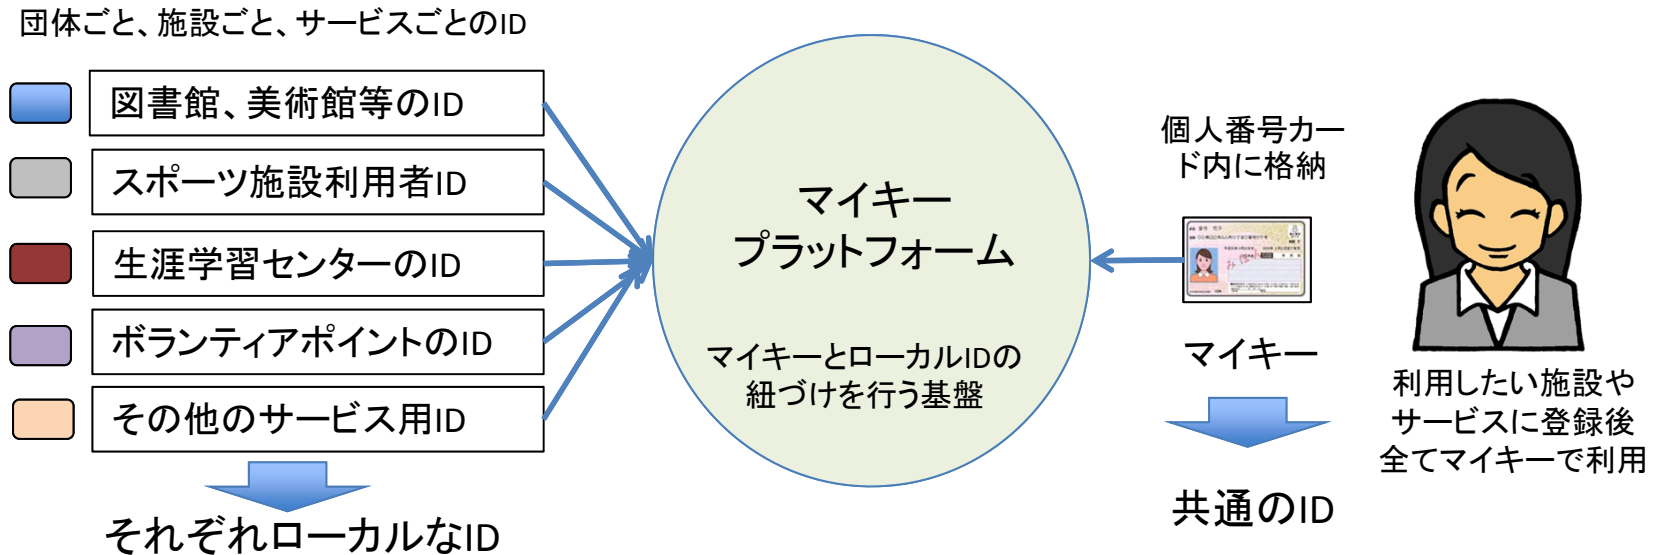 団体ごと、施設ごと、サービスごとのID
図書館、美術館等のID
スポーツ施設利用者ID
生涯学習センターのID
ボランティアポイントのID
その他のサービス用ID
それぞれローカルなID
マイキー
プラットフォーム
マイキーとローカルIDの
紐づけを行う基盤
個人番号カー
ド内に格納
マイキー
共通のID
利用したい施設や
サービスに登録後
全てマイキーで利用